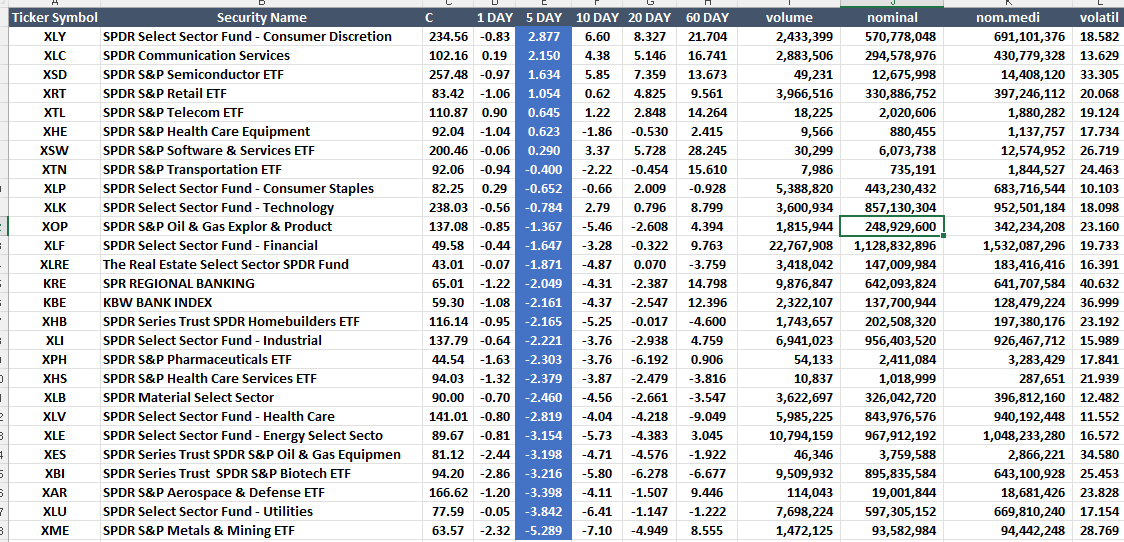 Ticker Symbol Security Name C 1 DAY 5 DAY 10 DAY 20 DAY 60 DAY volume nominal nom.medi volatil
XLY SPDR Select Sector Fund - Consumer Discretion 234.56 -0.83 2.877 6.60 8.327 21.704 2,433,399 570,778,048 691,101,376 18.582
XLC SPDR Communication Services 102.16 0.19 2.150 4.38 5.146 16.741 2,883,506 294,578,976 430,779,328 13.629
XSD SPDR S&P Semiconductor ETF 257.48 -0.97 1.634 5.85 7.359 13.673 49,231 12,675,998 14,408,120 33.305
XRT SPDR S&P Retail ETF 83.42 -1.06 1.054 0.62 4.825 9.561 3,966,516 330,886,752 397,246,112 20.068
XTL SPDR S&P Telecom ETF 110.87 0.90 0.645 1.22 2.848 14.264 18,225 2,020,606 1,880,282 19.124
XHE SPDR S&P Health Care Equipment 92.04 -1.04 0.623 -1.86 -0.530 2.415 9,566 880,455 1,137,757 17.734
XSW SPDR S&P Software & Services ETF 200.46 -0.06 0.290 3.37 5.728 28.245 30,299 6,073,738 12,574,952 26.719
XTN SPDR S&P Transportation ETF 92.06 -0.94 -0.400 -2.22 -0.454 15.610 7,986 735,191 1,844,527 24.463
XLP SPDR Select Sector Fund - Consumer Staples 82.25 0.29 -0.652 -0.66 2.009 -0.928 5,388,820 443,230,432 683,716,544 10.103
XLK SPDR Select Sector Fund - Technology 238.03 -0.56 -0.784 2.79 0.796 8.799 3,600,934 857,130,304 952,501,184 18.098
XOP SPDR S&P Oil & Gas Explor & Product 137.08 -0.85 -1.367 -5.46 -2.608 4.394 1,815,944 248,929,600 342,234,208 23.160
XLF SPDR Select Sector Fund - Financial 49.58 -0.44 -1.647 -3.28 -0.322 9.763 22,767,908 1,128,832,896 1,532,087,296 19.733
XLRE The Real Estate Select Sector SPDR Fund 43.01 -0.07 -1.871 -4.87 0.070 -3.759 3,418,042 147,009,984 183,416,416 16.391
KRE SPR REGIONAL BANKING 65.01 -1.22 -2.049 -4.31 -2.387 14.798 9,876,847 642,093,824 641,707,584 40.632
KBE KBW BANK INDEX 59.30 -1.08 -2.161 -4.37 -2.547 12.396 2,322,107 137,700,944 128,479,224 36.999
XHB SPDR Series Trust SPDR Homebuilders ETF 116.14 -0.95 -2.165 -5.25 -0.017 -4.600 1,743,657 202,508,320 197,380,176 23.192
XLI SPDR Select Sector Fund - Industrial 137.79 -0.64 -2.221 -3.76 -2.938 4.759 6,941,023 956,403,520 926,467,712 15.989
XPH SPDR S&P Pharmaceuticals ETF 44.54 -1.63 -2.303 -3.76 -6.192 0.906 54,133 2,411,084 3,283,429 17.841
XHS SPDR S&P Health Care Services ETF 94.03 -1.32 -2.379 -3.87 -2.479 -3.816 10,837 1,018,999 287,651 21.939
XLB SPDR Material Select Sector 90.00 -0.70 -2.460 -4.56 -2.661 -3.547 3,622,697 326,042,720 396,812,160 12.482
XLV SPDR Select Sector Fund - Health Care 141.01 -0.80 -2.819 -4.04 -4.218 -9.049 5,985,225 843,976,576 940,192,448 11.552
XLE SPDR Select Sector Fund - Energy Select Secto 89.67 -0.81 -3.154 -5.73 -4.383 3.045 10,794,159 967,912,192 1,048,233,280 16.572
XES SPDR Series Trust SPDR S&P Oil & Gas Equipmen 81.12 -2.44 -3.198 -4.71 -4.576 -1.922 46,346 3,759,588 2,866,221 34.580
XBI SPDR Series Trust SPDR S&P Biotech ETF 94.20 -2.86 -3.216 -5.80 -6.278 -6.677 9,509,932 895,835,584 643,100,928 25.453
XAR SPDR S&P Aerospace & Defense ETF 166.62 -1.20 -3.398 -4.11 -1.507 9.446 114,043 19,001,844 18,681,426 23.828
XLU SPDR Select Sector Fund - Utilities 77.59 -0.05 -3.842 -6.41 -1.147 -1.222 7,698,224 597,305,152 669,810,240 17.154
XME SPDR S&P Metals & Mining ETF 63.57 -2.32 -5.289 -7.10 -4.949 8.555 1,472,125 93,582,984 94,442,248 28.769